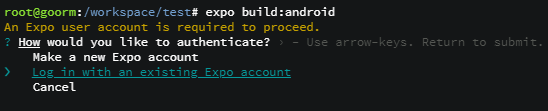 root@goorm:/workspace/test# expo build:android
An Expo user account is required to proceed.
? How would you like to authenticate? › - Use arrow-keys. Return to submit.
Make a new Expo account
❯ Log in with an existing Expo account
Cancel